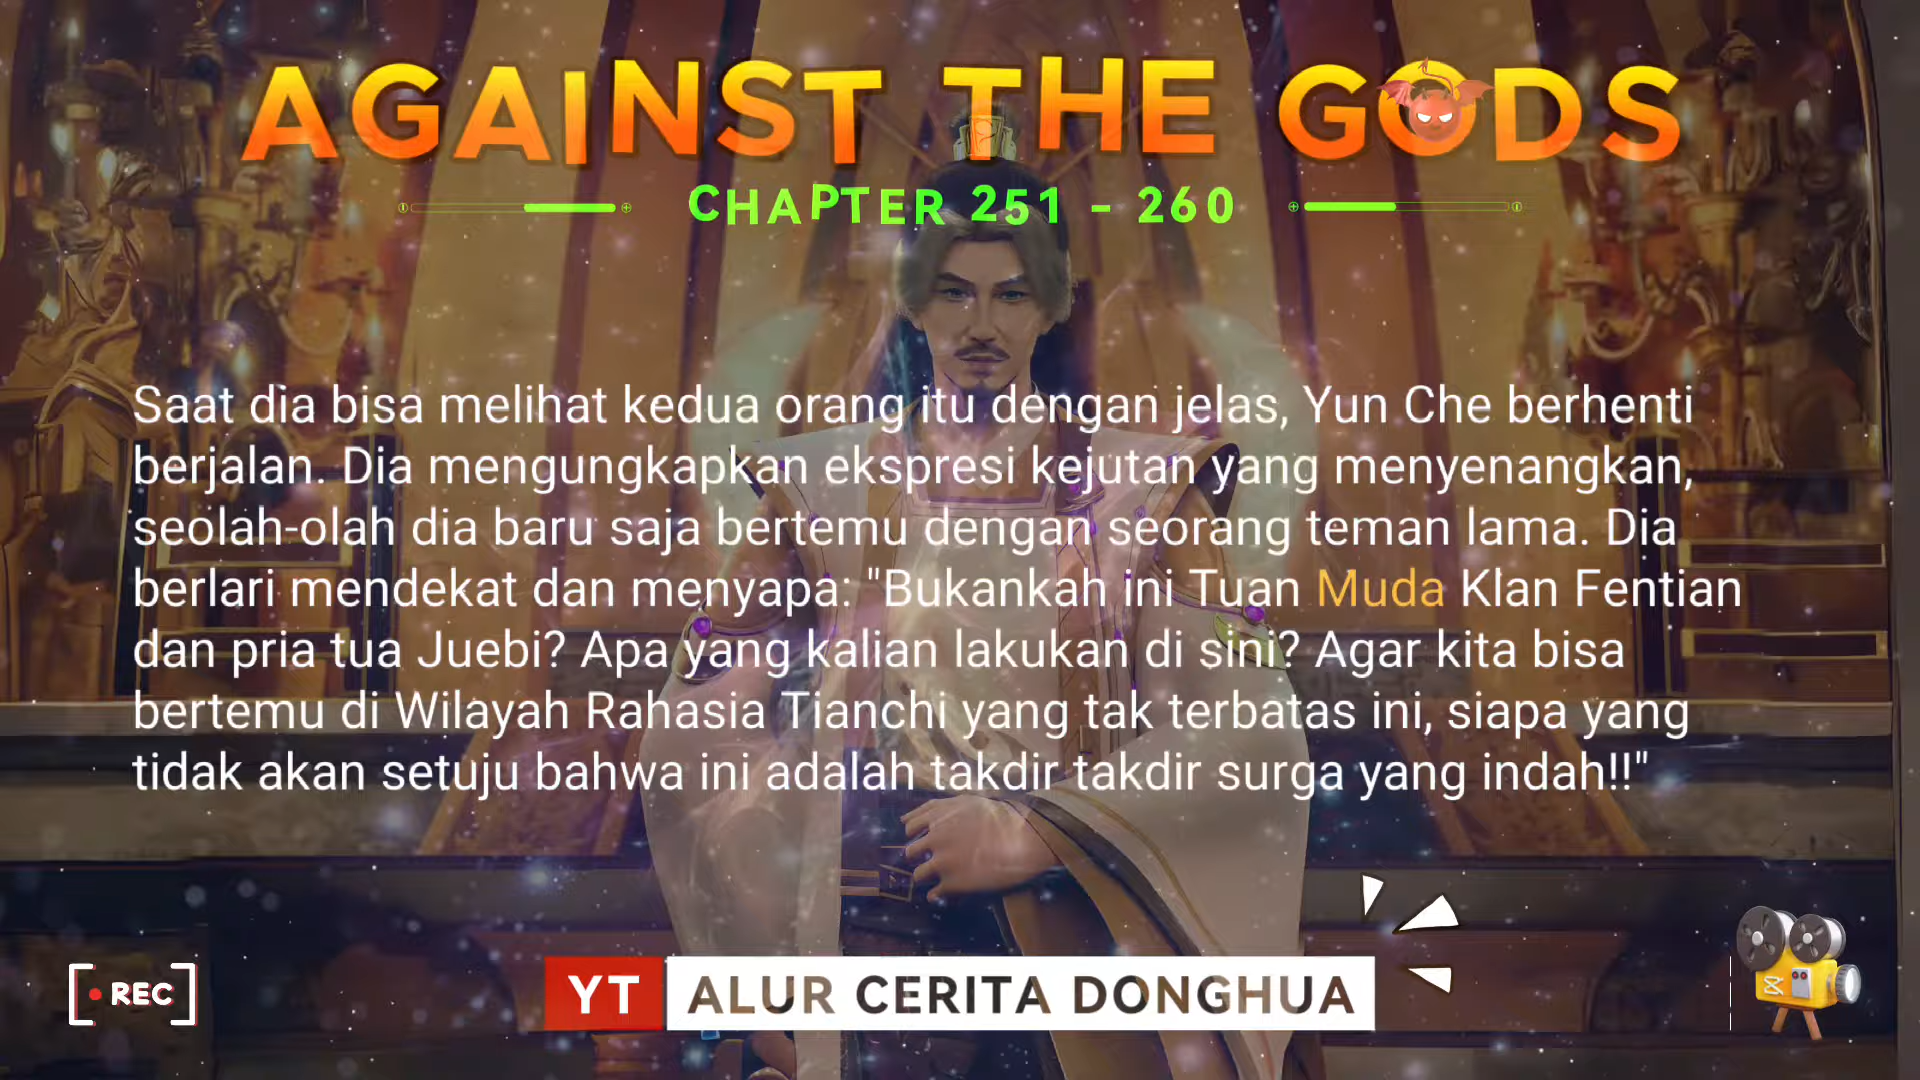 AGAINST THE GODS
CHAPTER 251 - 260
Saat dia bisa melihat kedua orang itu dengan jelas, Yun Che berhenti
berjalan. Dia mengungkapkan ekspresi kejutan yang menyenangkan,
seolah-olah dia baru saja bertemu dengan seorang teman lama. Dia
berlari mendekat dan menyapa: "Bukankah ini Tuan Muda Klan Fentian
dan pria tua Juebi? Apa yang kalian lakukan di sini? Agar kita bisa
bertemu di Wilayah Rahasia Tianchi yang tak terbatas ini, siapa yang
tidak akan setuju bahwa ini adalah takdir takdir surga yang indah!!"
REC
YT ALUR CERITA DONGHUA